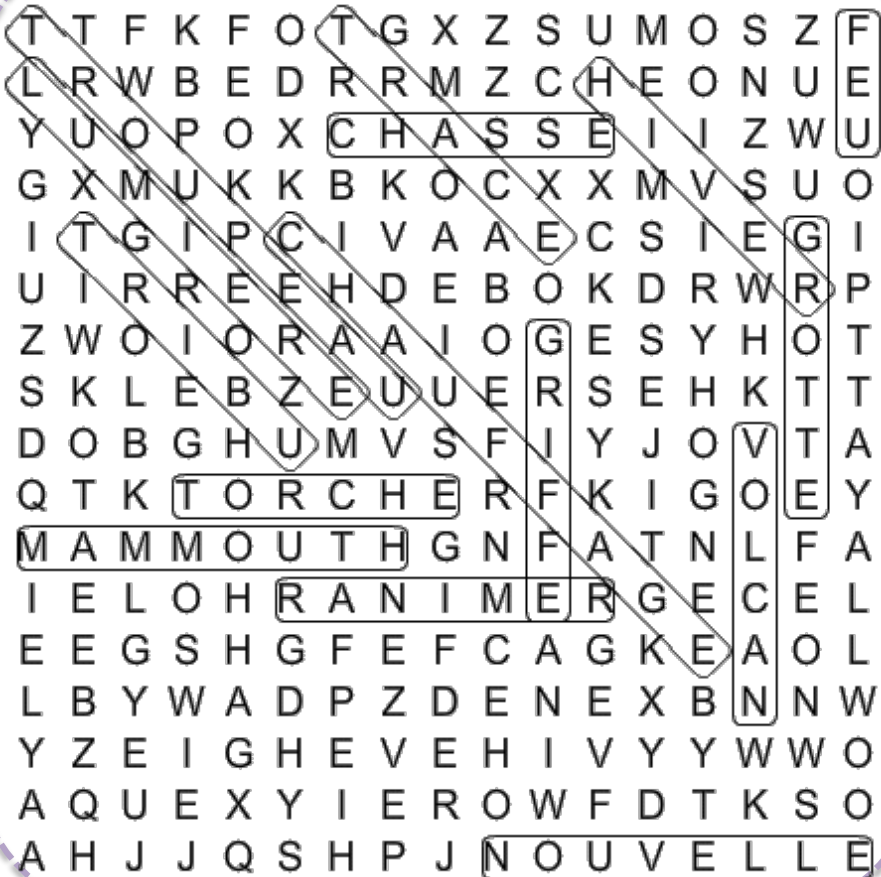 T T F K F O T G X Z S U M O S Z F
L R W B E D R R M Z C H E O N U E
Y U O P O X C H A S S E I I Z W U
G X M U K K B K O C X X M V S U O
I T G I P C I V A A E C S I E G I
U I R R E E H D E B O K D R W R P
Z W O I O R A A I O G E S Y H O T
S K L E B Z E U U E R S E H K T T
D O B G H U M V S F I Y J O V T A
Q T K T O R C H E R F K I G O E Y
M A M M O U T H G N F A T N L F A
I E L O H R A N I M E R G E C E L
E E G S H G F E F C A G K E A O L
L B Y W A D P Z D E N E X B N N W
Y Z E I G H E V E H I V Y Y W W O
A Q U E X Y I E R O W F D T K S O
A H J J Q S H P J N O U V E L L E